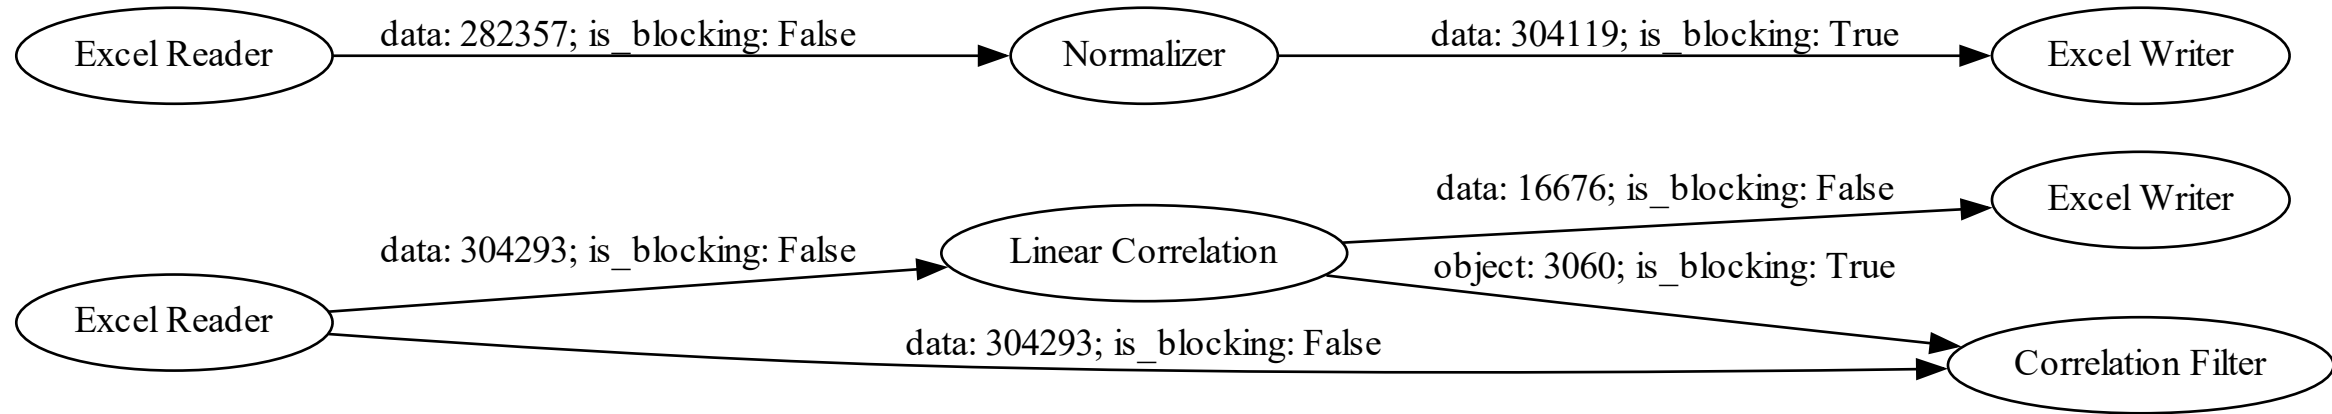 Excel Reader
data: 282357; is_blocking: False
Normalizer
data: 304119; is_blocking: True
Excel Writer
Excel Reader
data: 304293; is_blocking: False
Linear Correlation
data: 16676; is_blocking: False
Excel Writer
object: 3060; is_blocking: True
data: 304293; is_blocking: False
Correlation Filter